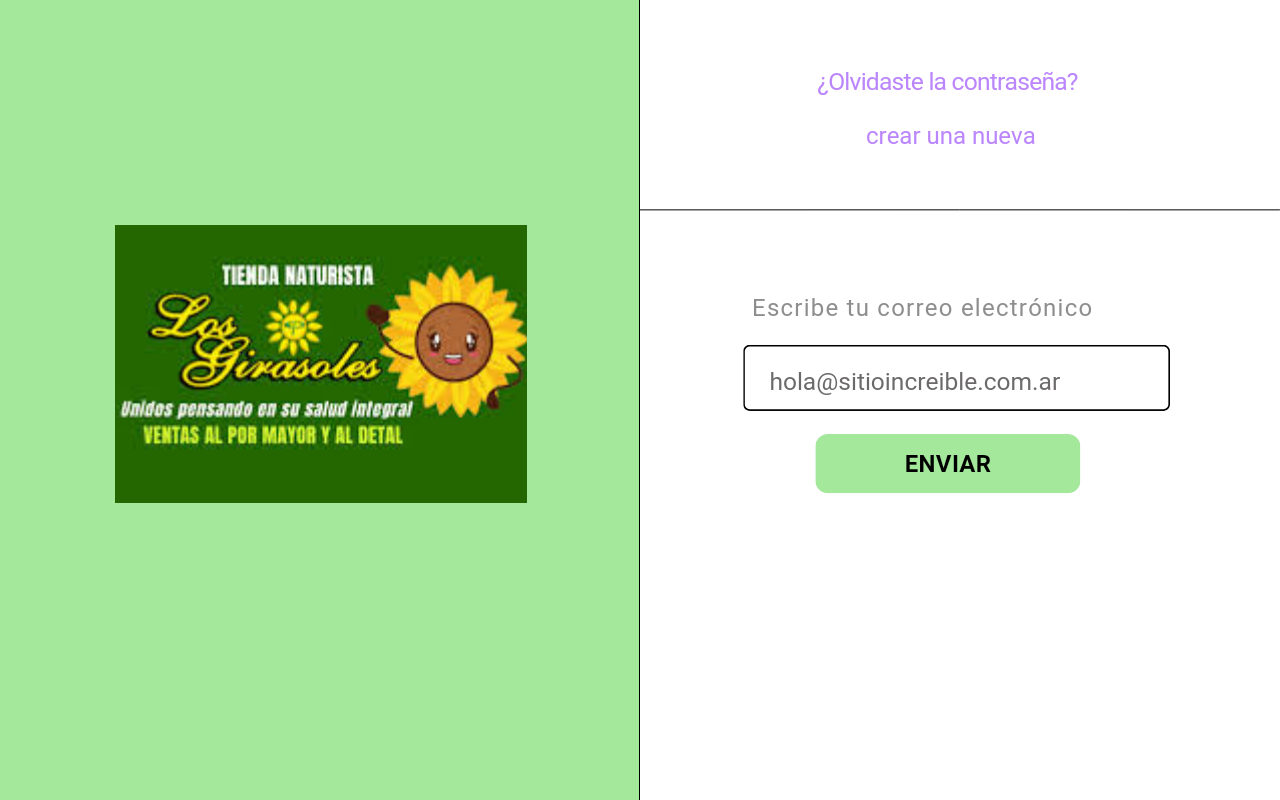 TIENDA NATURISTA
Los
Girasoles
Unidos pensando en su salud integral
VENTAS AL POR MAYOR Y AL DETAL
¿Olvidaste la contraseña?
crear una nueva
Escribe tu correo electrónico
hola@sitioincreible.com.ar
ENVIAR